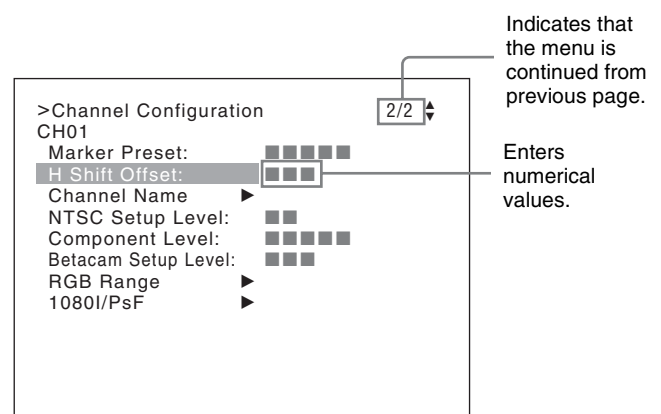 Indicates that
the menu is
continued from
previous page.
>Channel Configuration 2/2
CH01
Marker Preset: ■■■■■
H Shift Offset: ■■■
Enters
numerical
values.
Channel Name ▶
NTSC Setup Level: ■■
Component Level: ■■■■■
Betacam Setup Level: ■■■
RGB Range ▶
1080I/PsF ▶